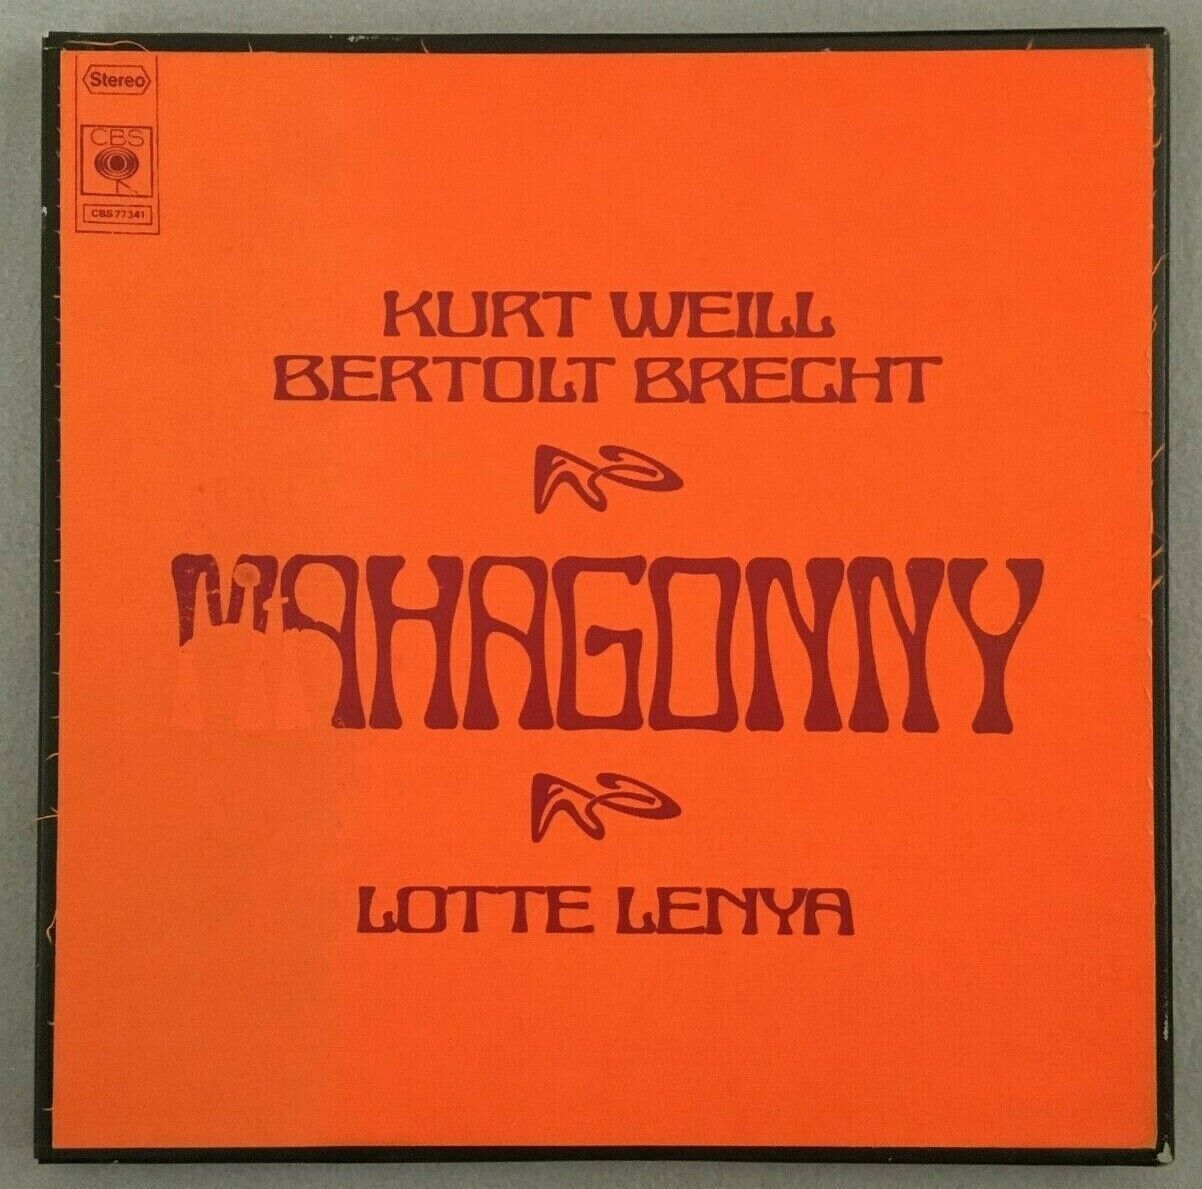 Stereo
CBS
CBS 77341
KURT WEILL
BERTOLT BRECHT
MAHAGONNY
LOTTE LENYA